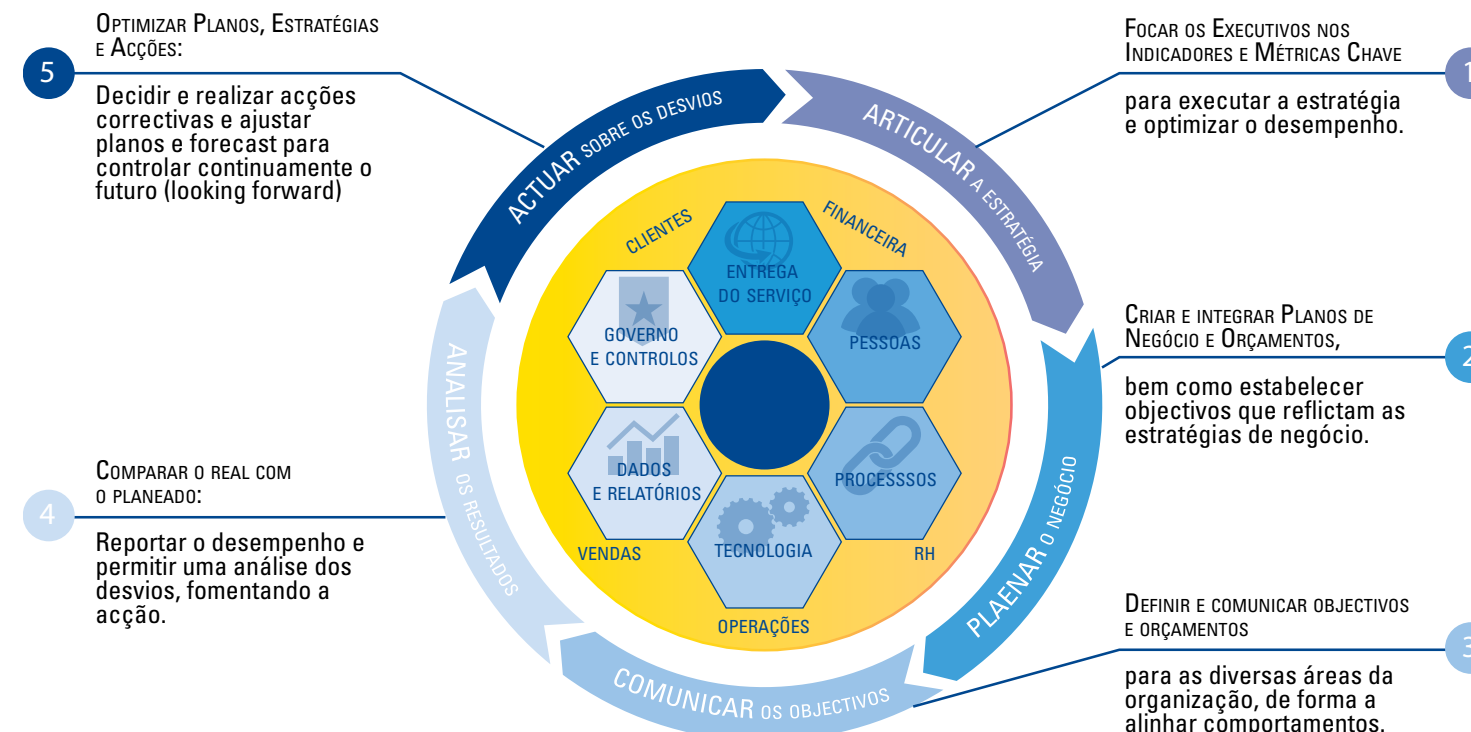 OPTIMIZAR PLANOS, ESTRATÉGIAS
E ACÇÕES:
5
Decidir e realizar acções
correctivas e ajustar
planos e forecast para
controlar continuamente o
futuro (looking forward)
FOCAR OS EXECUTIVOS NOS
INDICADORES E MÉTRICAS CHAVE
1
para executar a estratégia
e optimizar o desempenho.
CRIAR E INTEGRAR PLANOS DE
NEGÓCIO E ORÇAMENTOS,
2
bem como estabelecer
objectivos que reflictam as
estratégias de negócio.
DEFINIR E COMUNICAR OBJECTIVOS
E ORÇAMENTOS
3
para as diversas áreas da
organização, de forma a
alinhar comportamentos.
COMPARAR O REAL COM
O PLANEADO:
4
Reportar o desempenho e
permitir uma análise dos
desvios, fomentando a
acção.
ACTUAR SOBRE OS DESVIOS
ARTICULAR A ESTRATÉGIA
PLAENAR O NEGÓCIO
COMUNICAR OS OBJECTIVOS
ANALISAR OS RESULTADOS
CLIENTES
FINANCEIRA
RH
OPERAÇÕES
VENDAS
ENTREGA
DO SERVIÇO
PESSOAS
PROCESSSOS
TECNOLOGIA
DADOS
E RELATÓRIOS
GOVERNO
E CONTROLOS